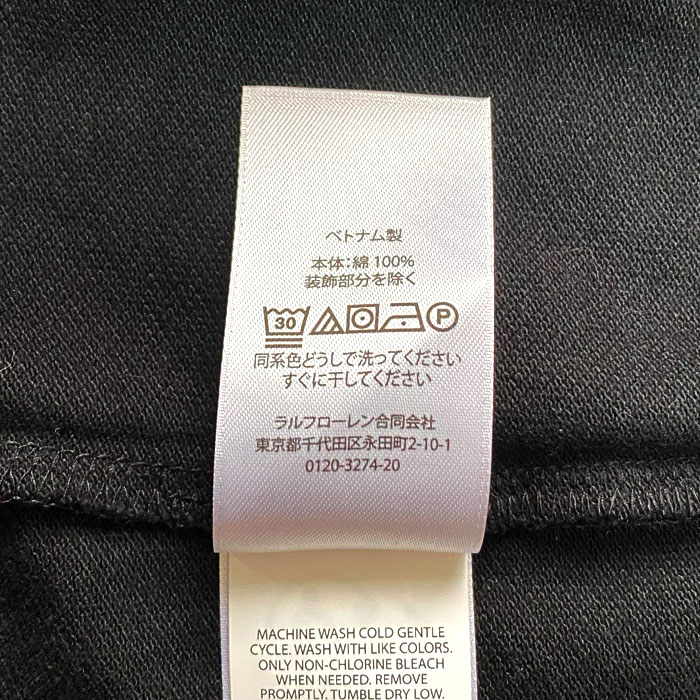 ベトナム製
本体：綿 100%
装飾部分を除く
30 P
同系色どうしで洗ってください
すぐに干してください
ラルフローレン合同会社
東京都千代田区永田町2-10-1
0120-3274-20
MACHINE WASH COLD GENTLE
CYCLE. WASH WITH LIKE COLORS.
ONLY NON-CHLORINE BLEACH
WHEN NEEDED. REMOVE
PROMPTLY. TUMBLE DRY LOW.